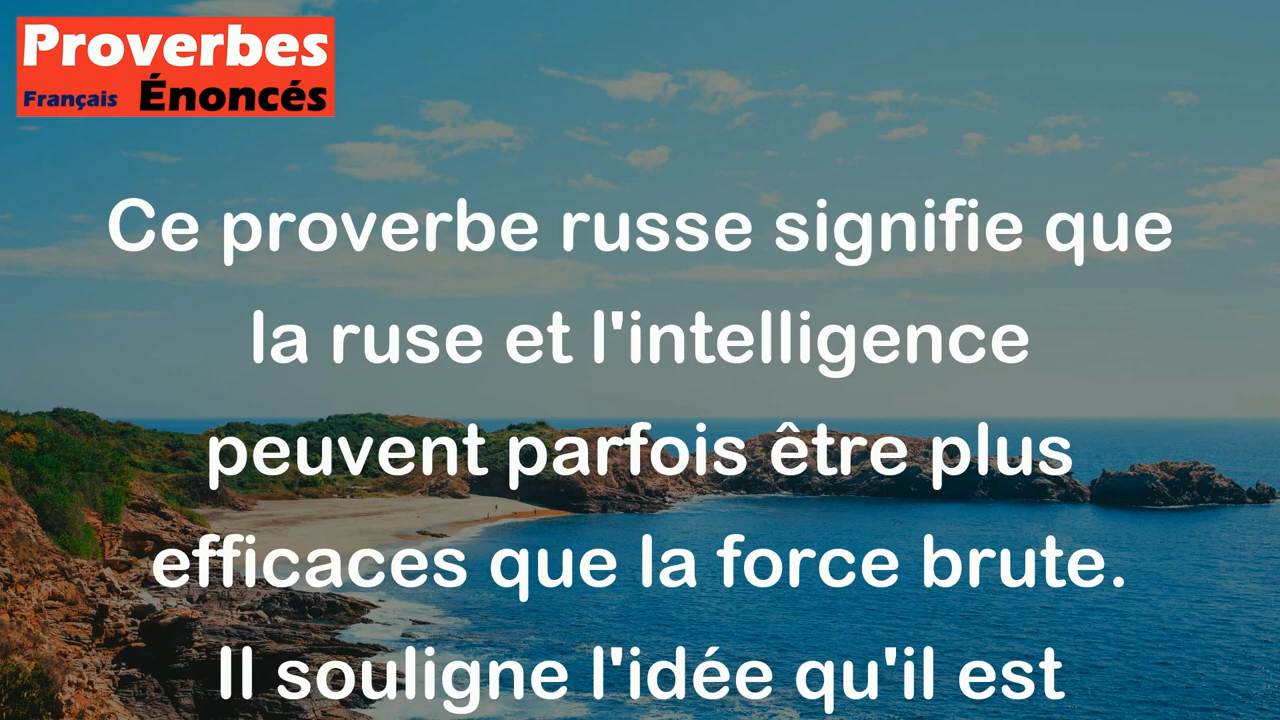 Proverbes
Français Énoncés
Ce proverbe russe signifie que
la ruse et l'intelligence
peuvent parfois être plus
efficaces que la force brute.
Il souligne l'idée qu'il est